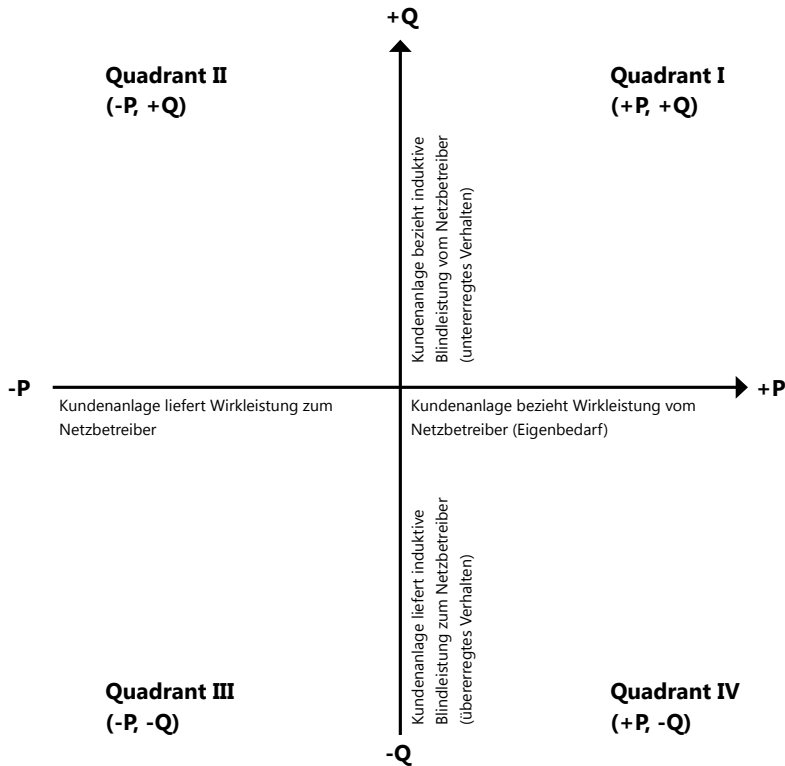 +Q
Quadrant II
(-P, +Q)
Quadrant I
(+P, +Q)
Kundenanlage bezieht induktive
Blindleistung vom Netzbetreiber
(untererregtes Verhalten)
-P
+P
Kundenanlage liefert Wirkleistung zum
Netzbetreiber
Kundenanlage bezieht Wirkleistung vom
Netzbetreiber (Eigenbedarf)
Kundenanlage liefert induktive
Blindleistung zum Netzbetreiber
(übererregtes Verhalten)
Quadrant III
(-P, -Q)
Quadrant IV
(+P, -Q)
-Q